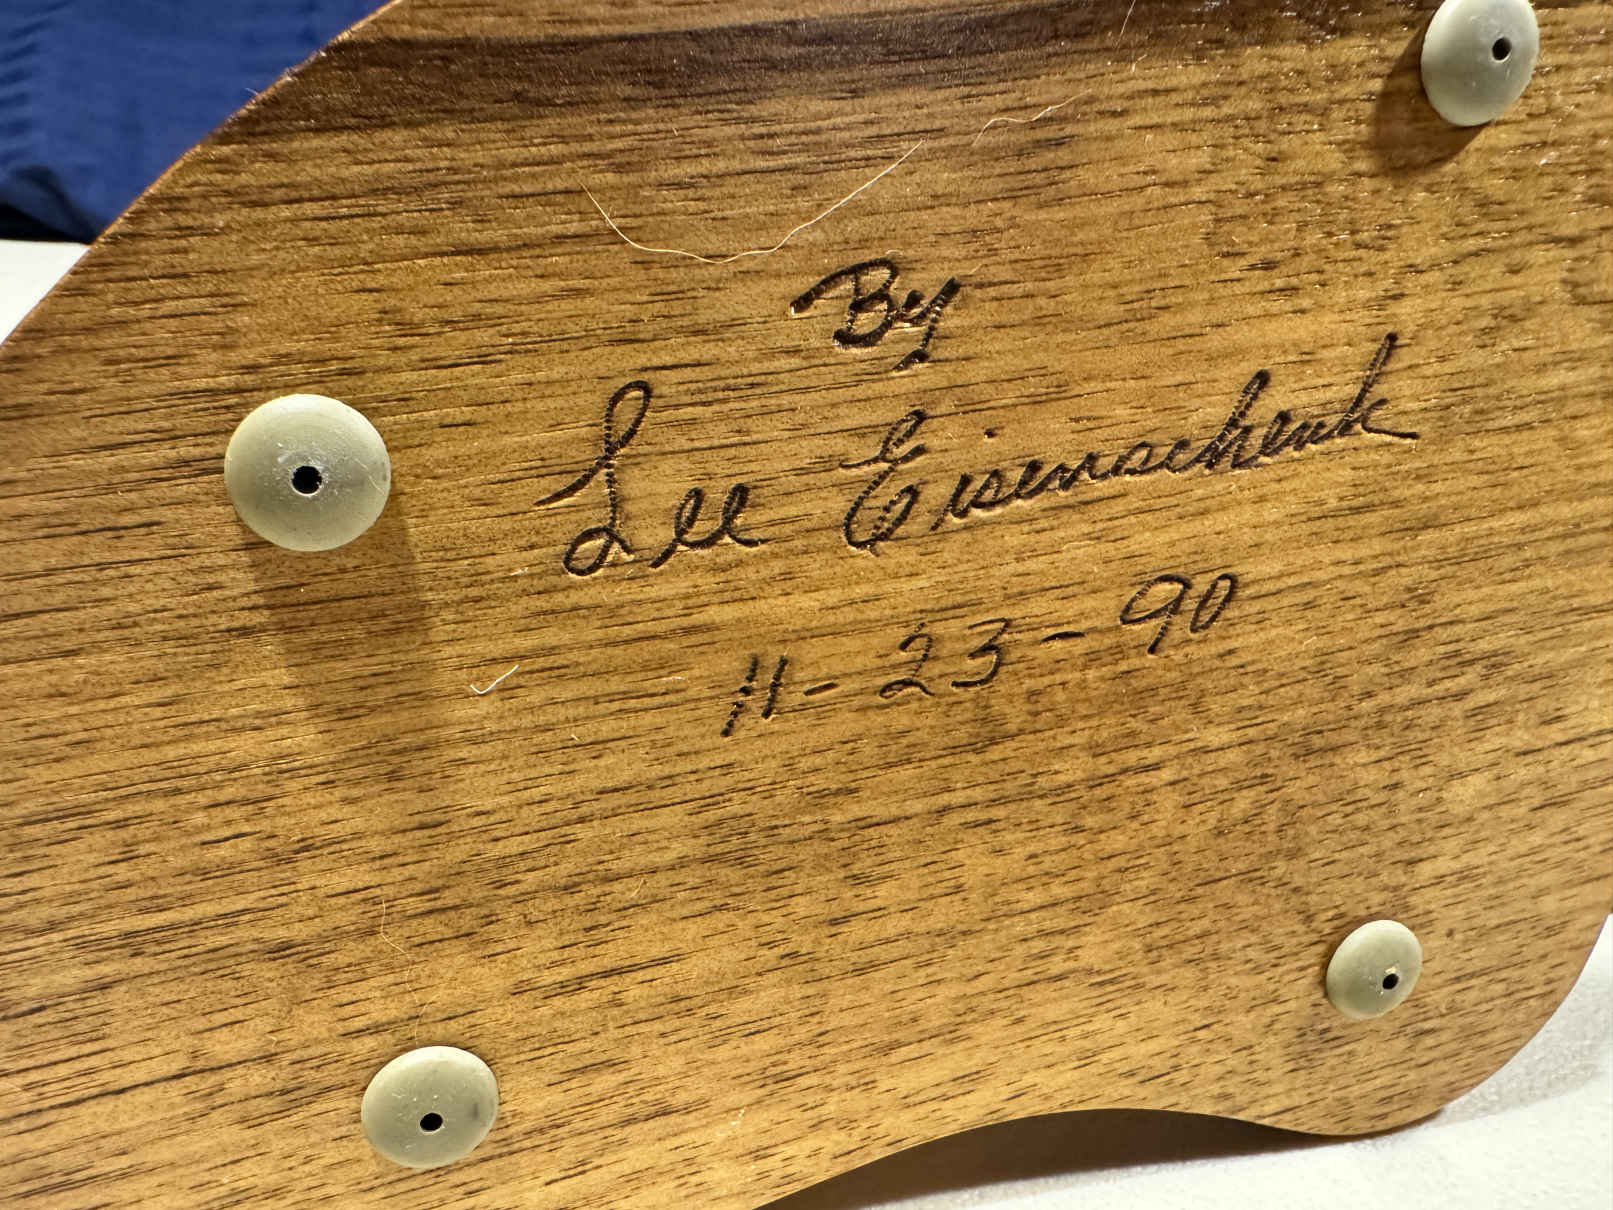 By
Lee Eisenschenk
11-23-90